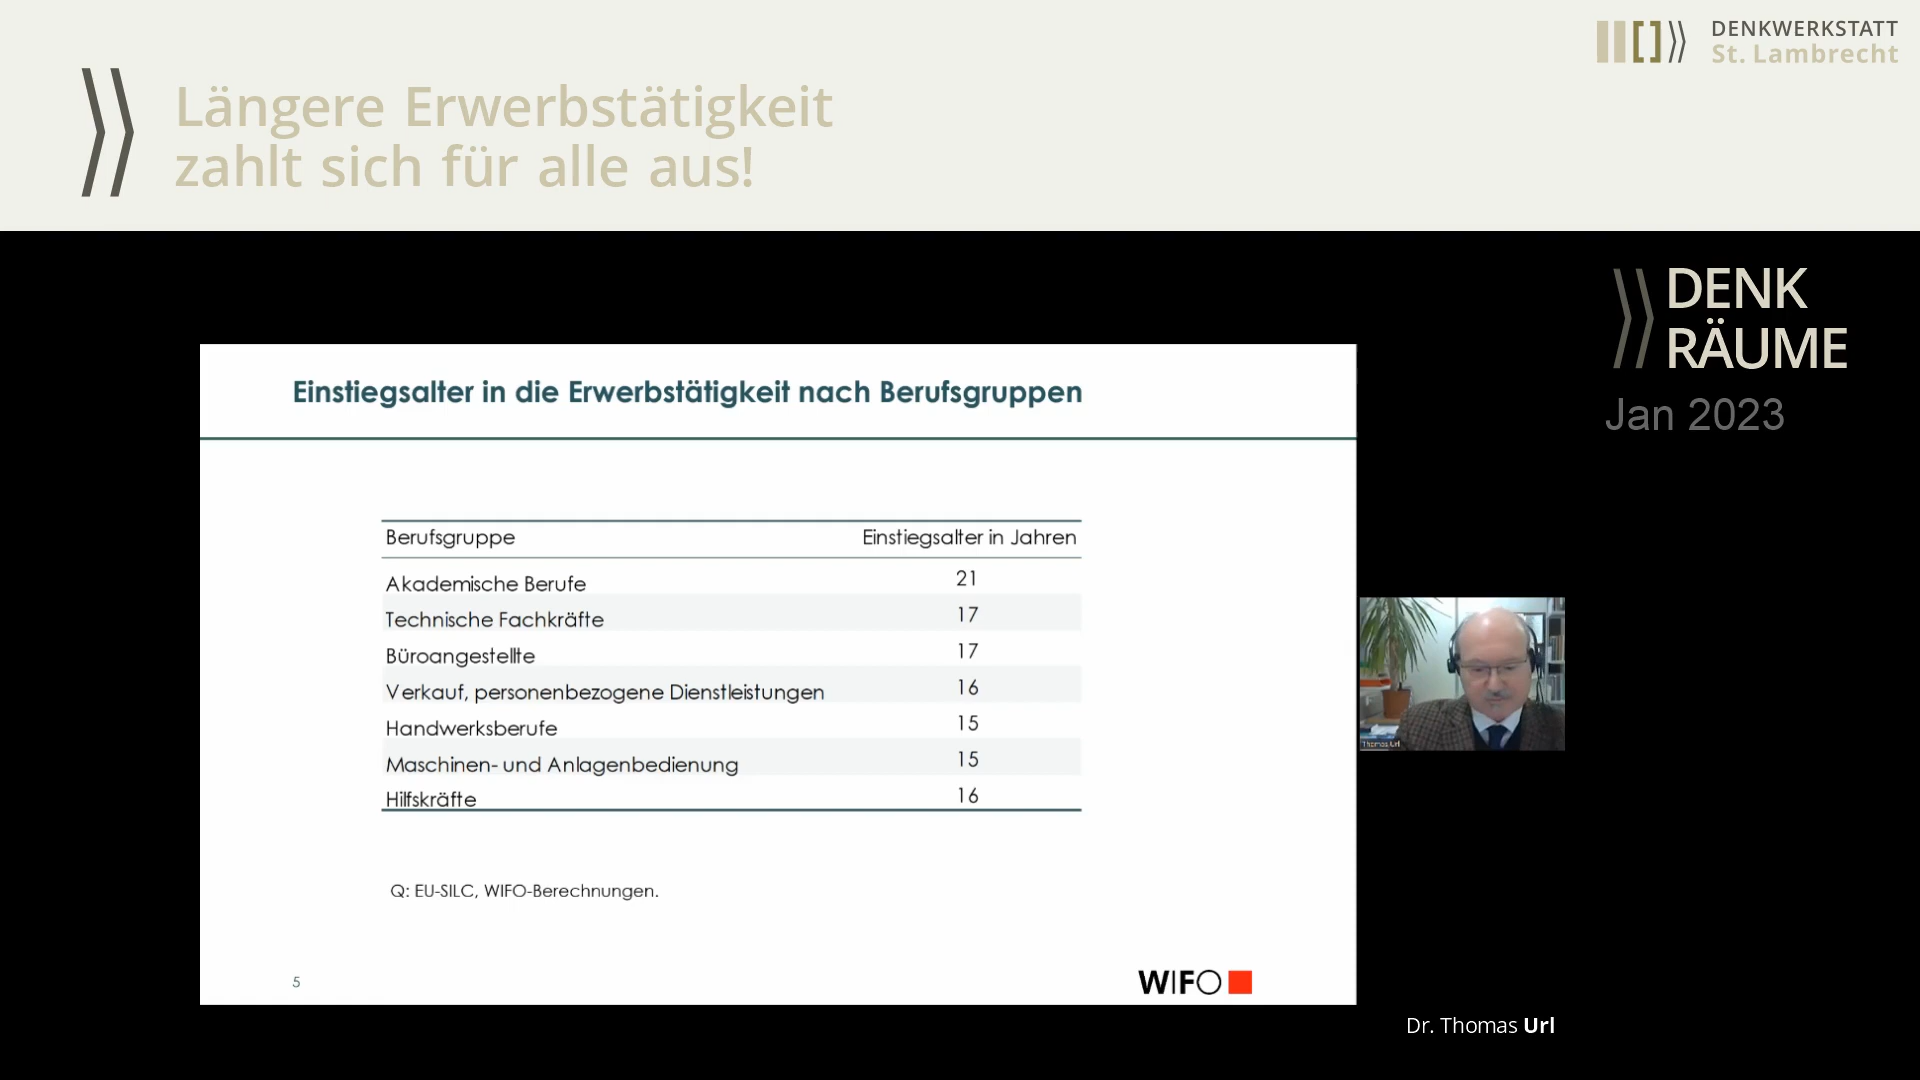 DENKWERKSTATT
St. Lambrecht
Längere Erwerbstätigkeit
zahlt sich für alle aus!
DENK
RÄUME
Jan 2023
Einstiegsalter in die Erwerbstätigkeit nach Berufsgruppen
Berufsgruppe Einstiegsalter in Jahren
Akademische Berufe 21
Technische Fachkräfte 17
Büroangestellte 17
Verkauf, personenbezogene Dienstleistungen 16
Handwerksberufe 15
Maschinen- und Anlagenbedienung 15
Hilfskräfte 16
Q: EU-SILC, WIFO-Berechnungen.
5
WIFO
Thomas Url
Dr. Thomas Url